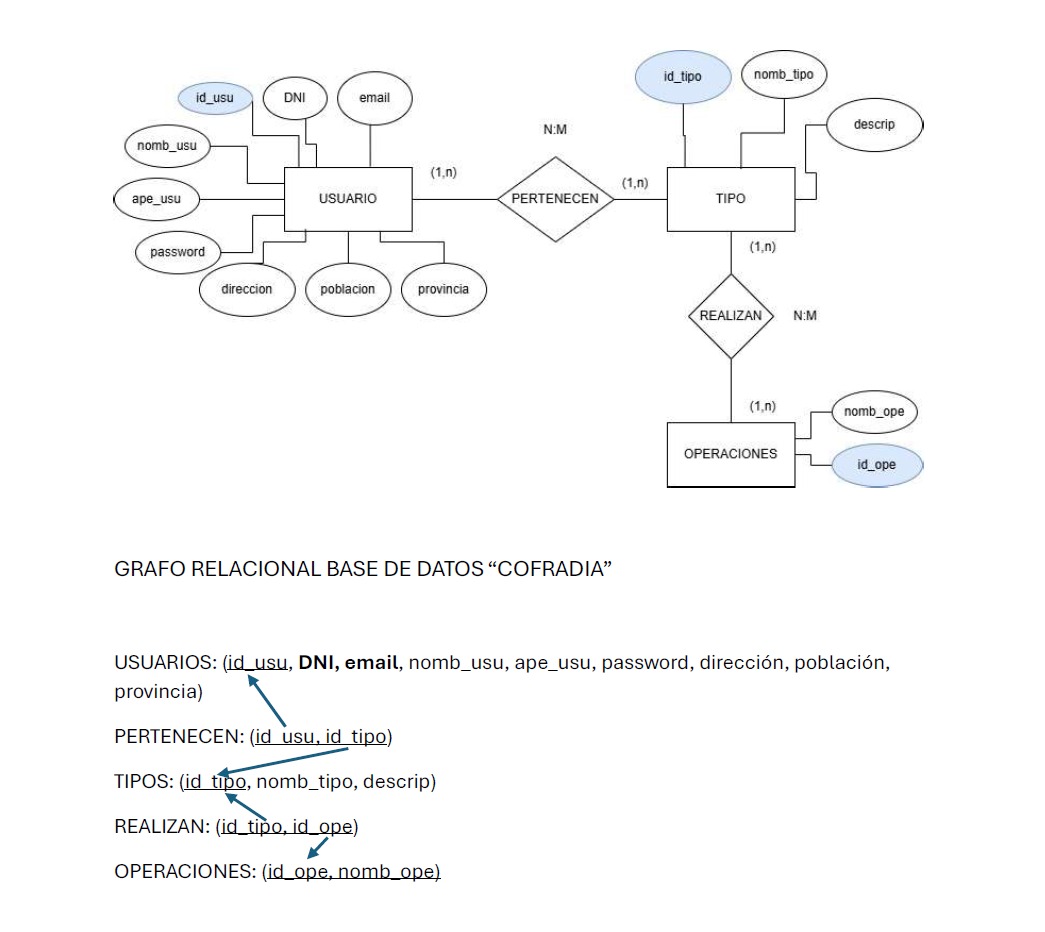 id_usu
DNI
email
id_tipo
nomb_tipo
descrip
N:M
nomb_usu
(1,n)
(1,n)
ape_usu
USUARIO
PERTENECEN
TIPO
password
(1,n)
direccion
poblacion
provincia
REALIZAN
N:M
(1,n)
nomb_ope
OPERACIONES
id_ope
GRAFO RELACIONAL BASE DE DATOS “COFRADIA”
USUARIOS: (id_usu, DNI, email, nomb_usu, ape_usu, password, dirección, población,
provincia)
PERTENECEN: (id_usu, id_tipo)
TIPOS: (id_tipo, nomb_tipo, descrip)
REALIZAN: (id_tipo, id_ope)
OPERACIONES: (id_ope, nomb_ope)